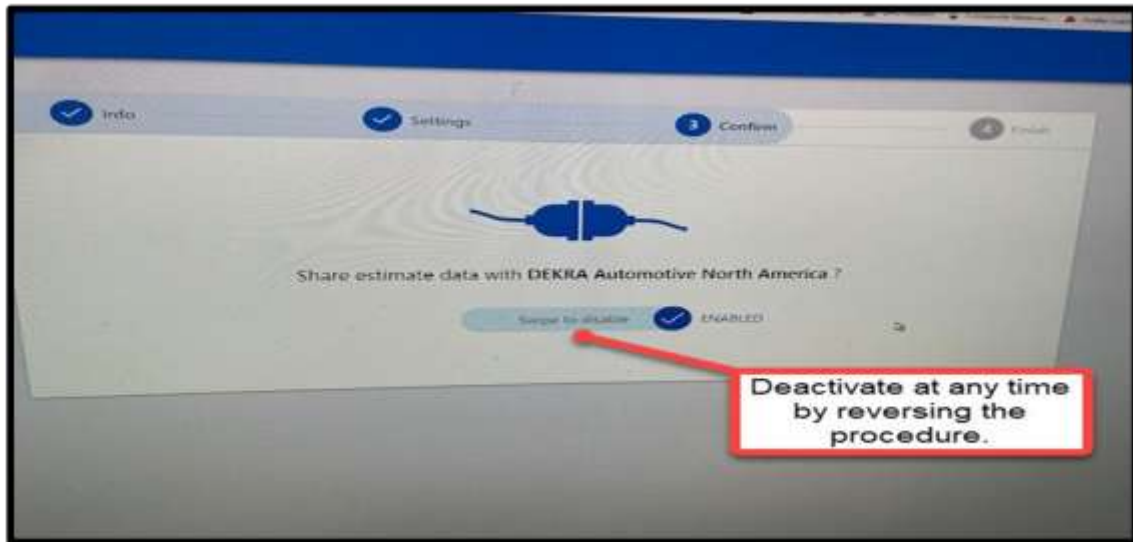 Info
Settings
3 Confirm
4 Finish
Share estimate data with DEKRA Automotive North America ?
Swipe to disable
ENABLED
Deactivate at any time
by reversing the
procedure.